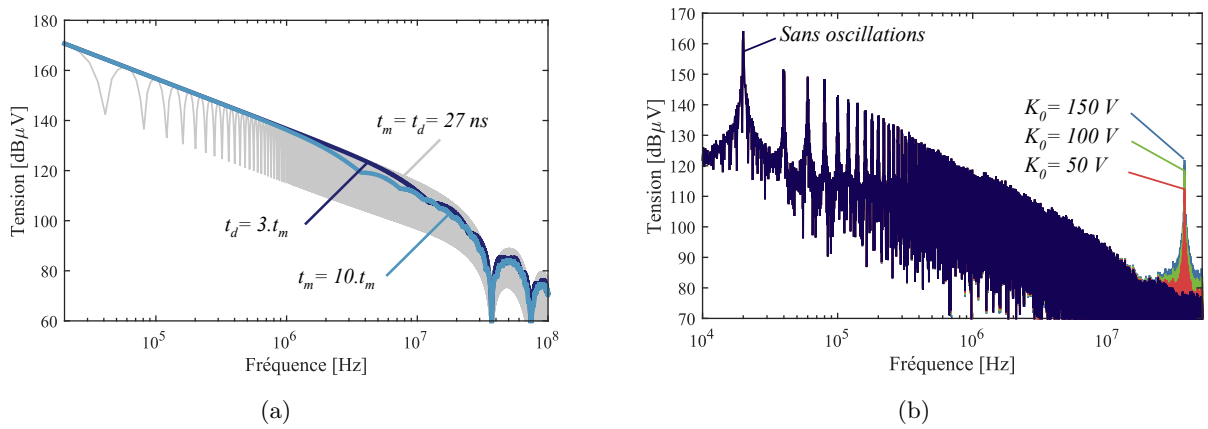 180
160
140
120
100
80
60
Tension [dBµV]
t_m = t_d = 27 ns
t_d = 3.t_m
t_m = 10.t_m
10^5
10^6
10^7
10^8
Fréquence [Hz]
(a)
170
160
150
140
130
120
110
100
90
80
70
Tension [dBµV]
Sans oscillations
K_0 = 150 V
K_0 = 100 V
K_0 = 50 V
10^4
10^5
10^6
10^7
Fréquence [Hz]
(b)